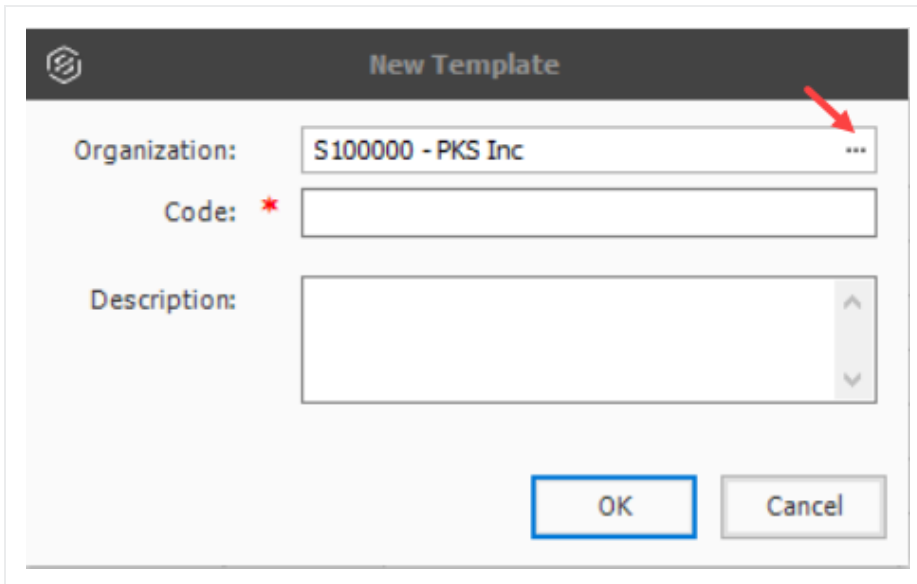 New Template
Organization: S100000 - PKS Inc ...
Code: *
Description:
OK Cancel